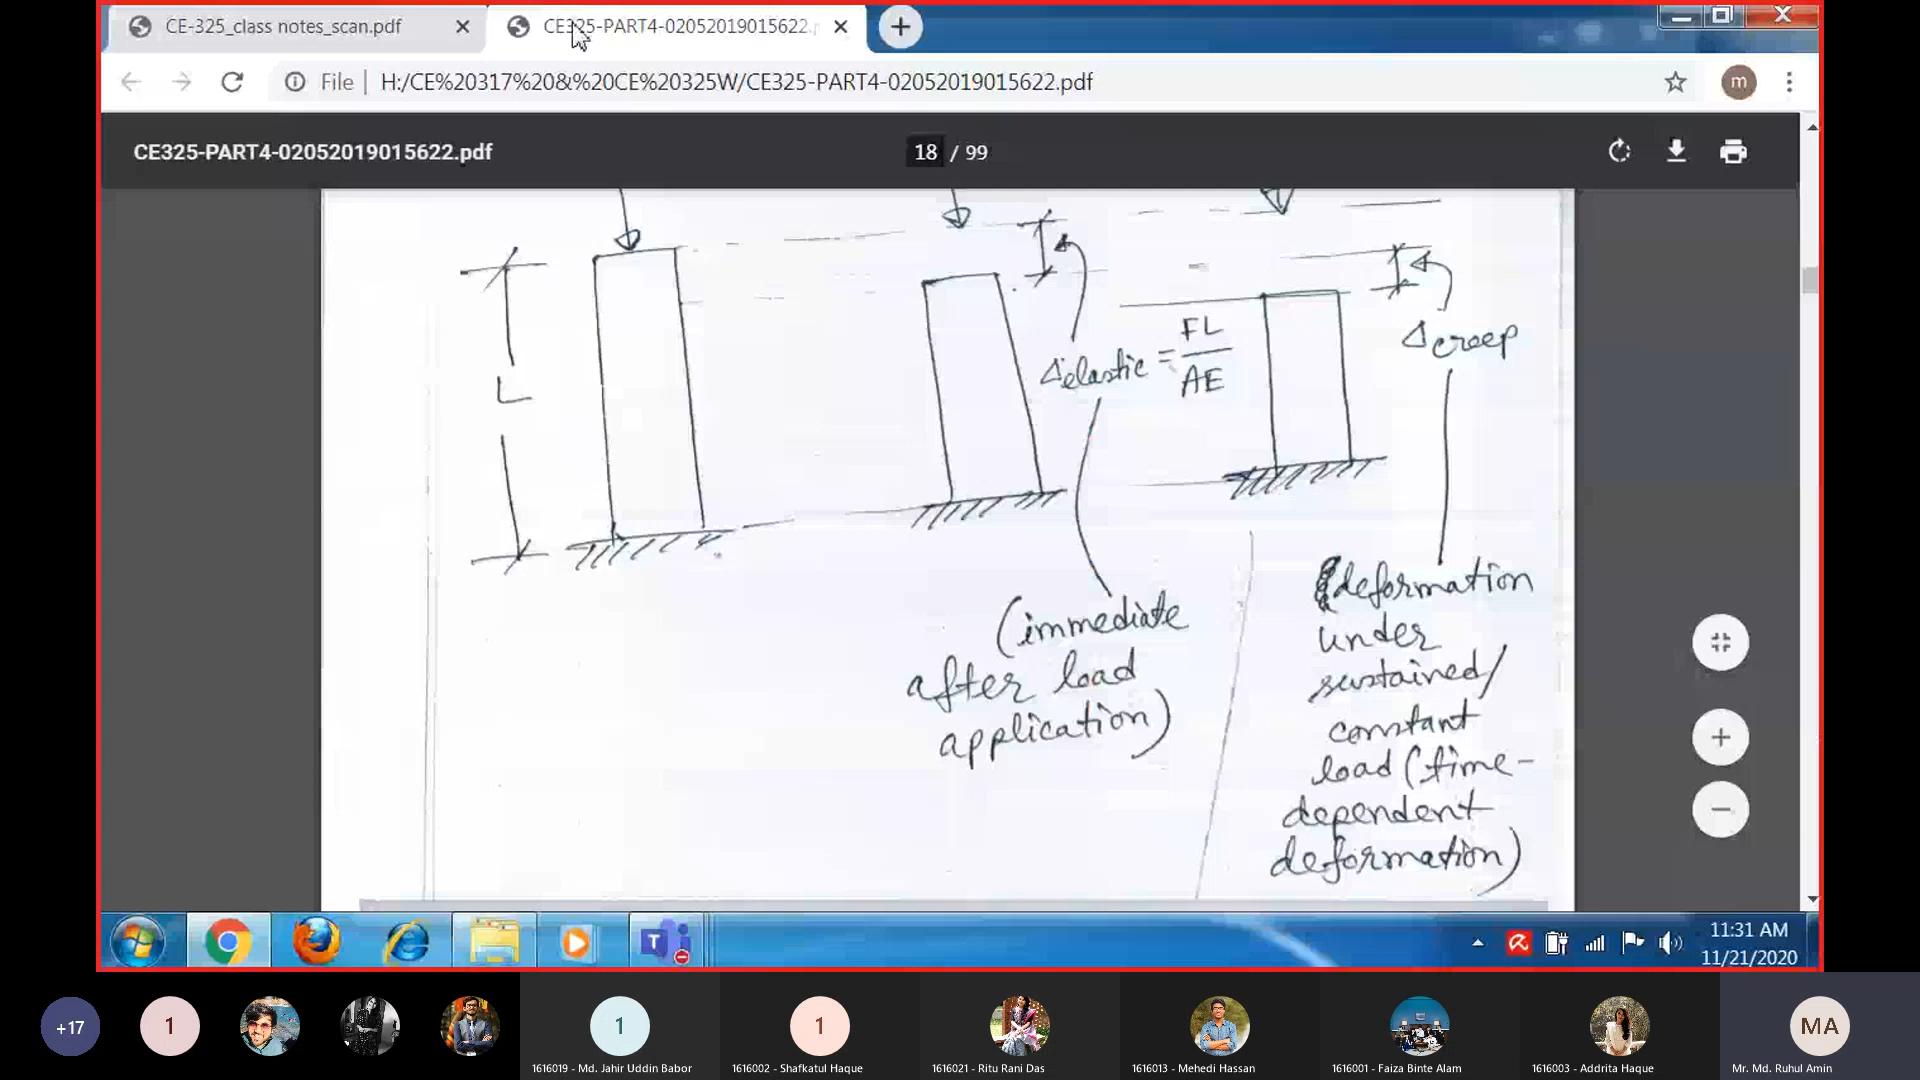 CE-325_class notes_scan.pdf
CE325-PART4-02052019015622.p
File
H:/CE%20317%20&%20CE%20325W/CE325-PART4-02052019015622.pdf
m
CE325-PART4-02052019015622.pdf
18 / 99
L
Δelastic = FL/AE
Δcreep
(immediate
after load
application)
deformation
under
sustained/
constant
load (time-
dependent
deformation)
T
11:31 AM
11/21/2020
+17
1
1
1
MA
1616019 - Md. Jahir Uddin Babor
1616002 - Shafkatul Haque
1616021 - Ritu Rani Das
1616013 - Mehedi Hassan
1616001 - Faiza Binte Alam
1616003 - Addrita Haque
Mr. Md. Ruhul Amin